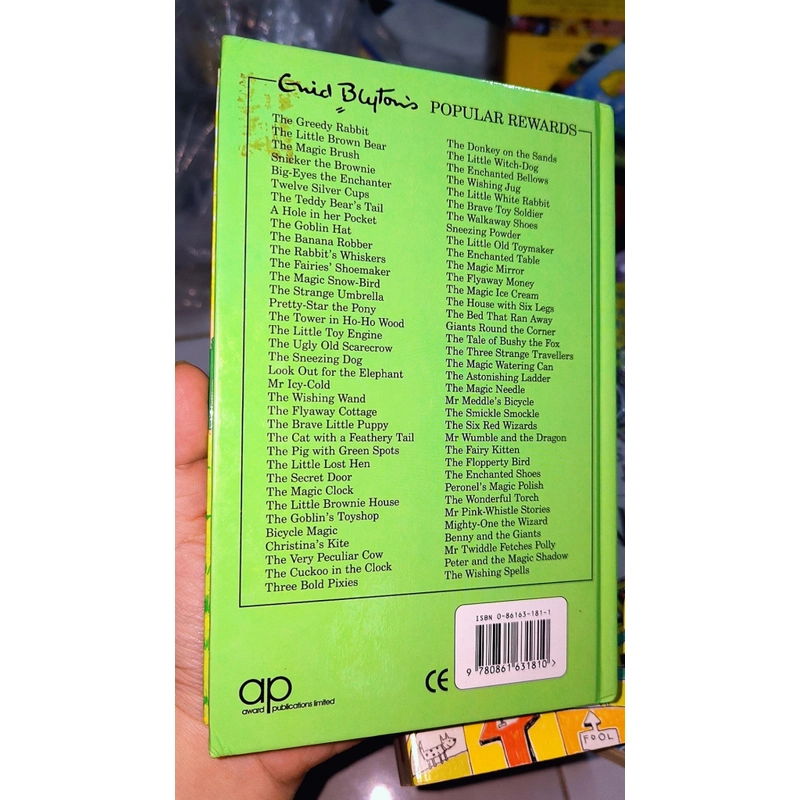 Enid Blyton's POPULAR REWARDS
The Greedy Rabbit
The Little Brown Bear
The Magic Brush
Snicker the Brownie
Big-Eyes the Enchanter
Twelve Silver Cups
The Teddy Bear's Tail
A Hole in her Pocket
The Goblin Hat
The Banana Robber
The Rabbit's Whiskers
The Fairies' Shoemaker
The Magic Snow-Bird
The Strange Umbrella
Pretty-Star the Pony
The Tower in Ho-Ho Wood
The Little Toy Engine
The Ugly Old Scarecrow
The Sneezing Dog
Look Out for the Elephant
Mr Icy-Cold
The Wishing Wand
The Flyaway Cottage
The Brave Little Puppy
The Cat with a Feathery Tail
The Pig with Green Spots
The Little Lost Hen
The Secret Door
The Magic Clock
The Little Brownie House
The Goblin's Toyshop
Bicycle Magic
Christina's Kite
The Very Peculiar Cow
The Cuckoo in the Clock
Three Bold Pixies
The Donkey on the Sands
The Little Witch-Dog
The Enchanted Bellows
The Wishing Jug
The Little White Rabbit
The Brave Toy Soldier
The Walkaway Shoes
Sneezing Powder
The Little Old Toymaker
The Enchanted Table
The Magic Mirror
The Flyaway Money
The Magic Ice Cream
The House with Six Legs
The Bed That Ran Away
Giants Round the Corner
The Tale of Bushy the Fox
The Three Strange Travellers
The Magic Watering Can
The Astonishing Ladder
The Magic Needle
Mr Meddle's Bicycle
The Smickle Smockle
The Six Red Wizards
Mr Wumble and the Dragon
The Fairy Kitten
The Flopperty Bird
The Enchanted Shoes
Peronel's Magic Polish
The Wonderful Torch
Mr Pink-Whistle Stories
Mighty-One the Wizard
Benny and the Giants
Mr Twiddle Fetches Polly
Peter and the Magic Shadow
The Wishing Spells
ISBN 0-86163-181-1
9 780861 631810 >
CE
ap
award publications limited
FOOL